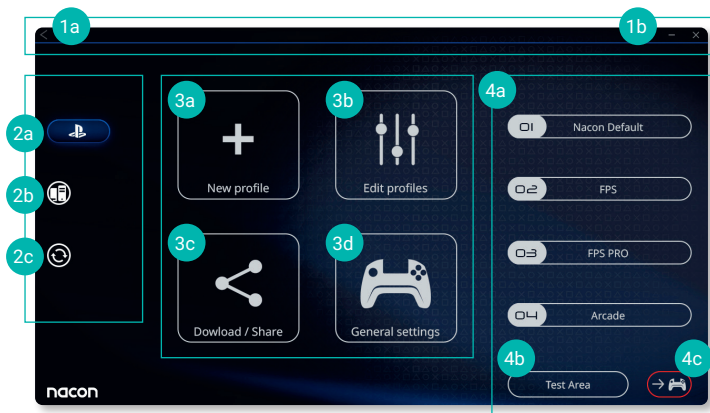 1a
1b
2a
2b
2c
3a
New profile
3b
Edit profiles
3c
Dowload / Share
3d
General settings
4a
01 Nacon Default
02 FPS
03 FPS PRO
04 Arcade
4b
Test Area
4c
nacon